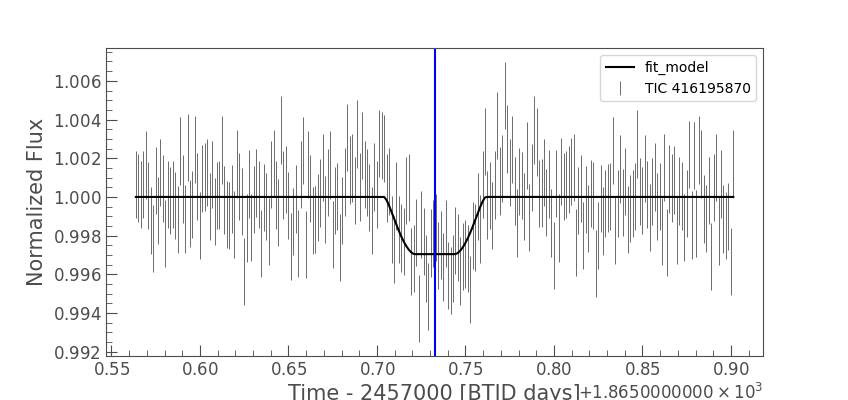 fit_model
TIC 416195870
Normalized Flux
1.006
1.004
1.002
1.000
0.998
0.996
0.994
0.992
0.55 0.60 0.65 0.70 0.75 0.80 0.85 0.90
Time - 2457000 [BTJD days]
+1.8650000000 × 10³